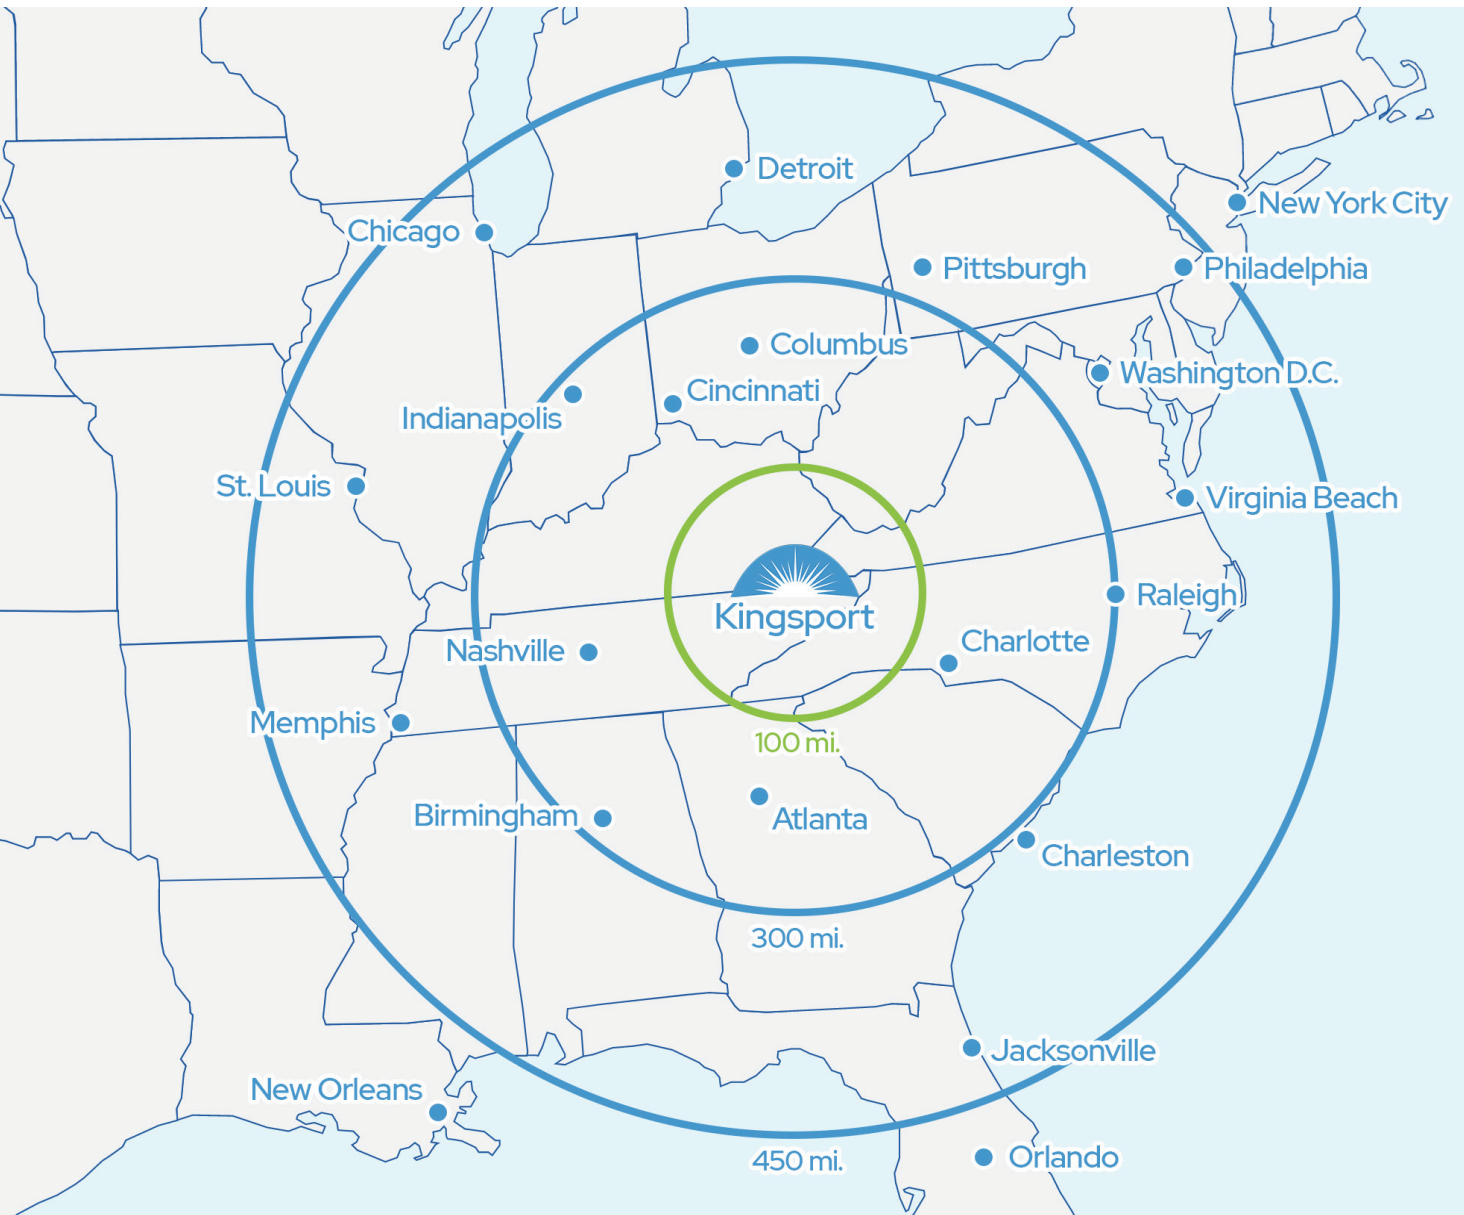 Detroit
New York City
Chicago
Pittsburgh
Philadelphia
Columbus
Washington D.C.
Cincinnati
Indianapolis
St. Louis
Virginia Beach
Raleigh
Kingsport
Charlotte
Nashville
Memphis
100 mi.
Birmingham
Atlanta
Charleston
300 mi.
Jacksonville
New Orleans
Orlando
450 mi.